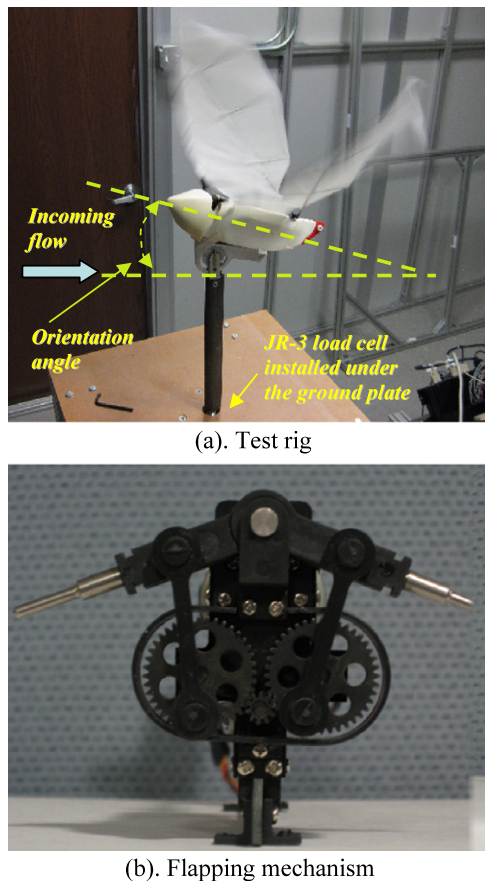 Incoming
flow
Orientation
angle
JR-3 load cell
installed under
the ground plate
(a). Test rig
(b). Flapping mechanism